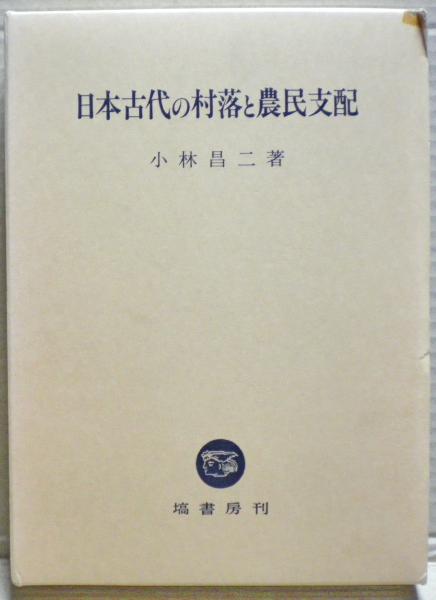 日本古代の村落と農民支配
小林昌二著
塙書房刊